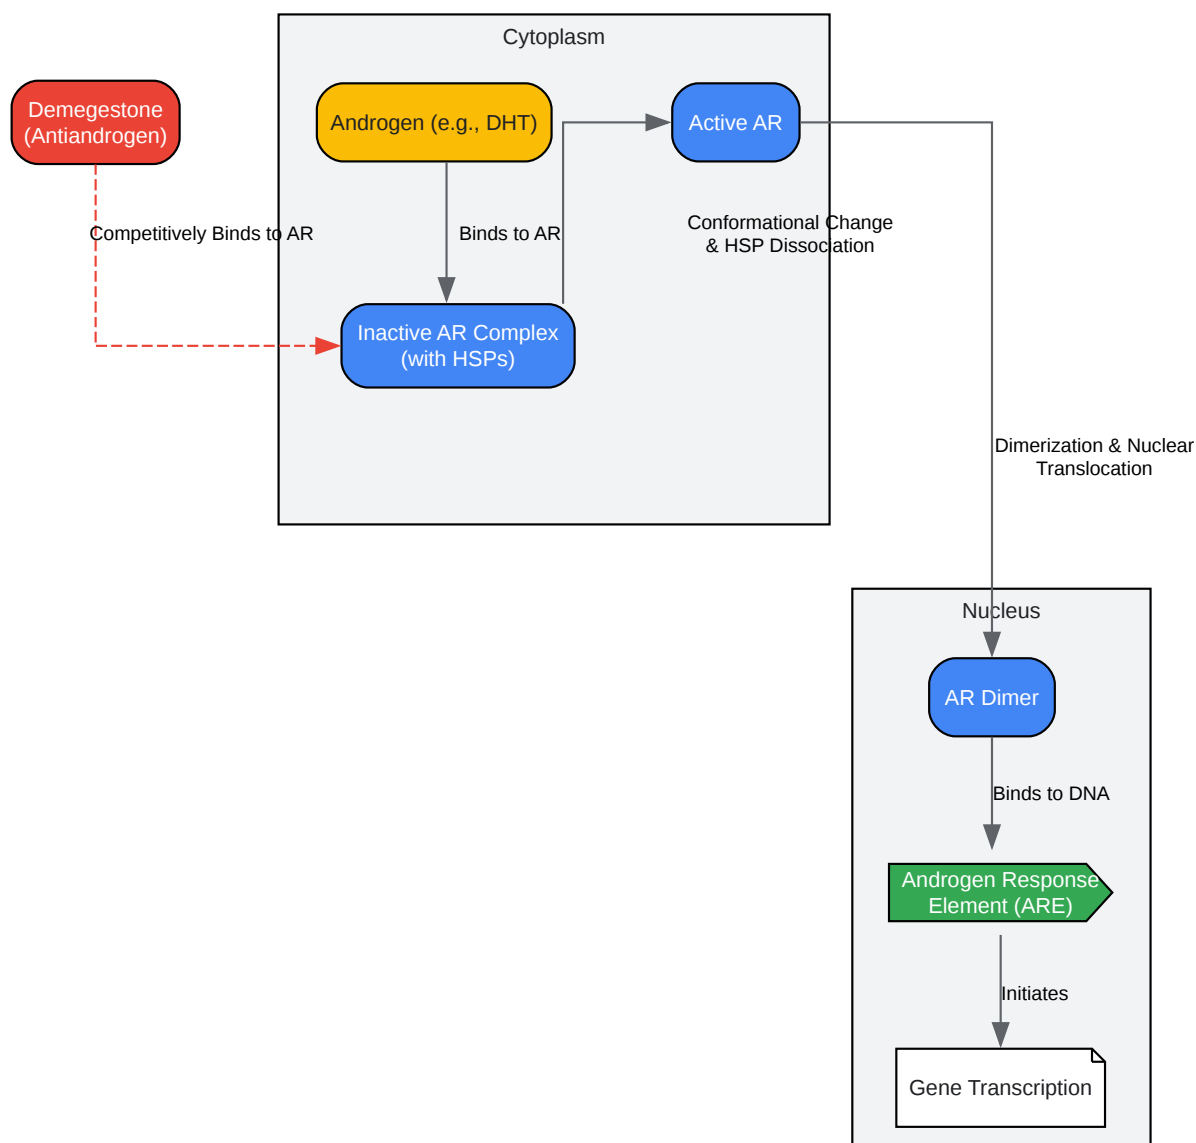 Cytoplasm
Demegestone
(Antiandrogen)
Androgen (e.g., DHT)
Active AR
Competitively Binds to AR
Binds to AR
Conformational Change
& HSP Dissociation
Inactive AR Complex
(with HSPs)
Dimerization & Nuclear
Translocation
Nucleus
AR Dimer
Binds to DNA
Androgen Response
Element (ARE)
Initiates
Gene Transcription